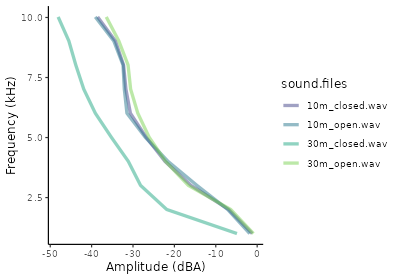 10.0
7.5
5.0
2.5
Frequency (kHz)
-50 -40 -30 -20 -10 0
Amplitude (dBA)
sound.files
10m_closed.wav
10m_open.wav
30m_closed.wav
30m_open.wav